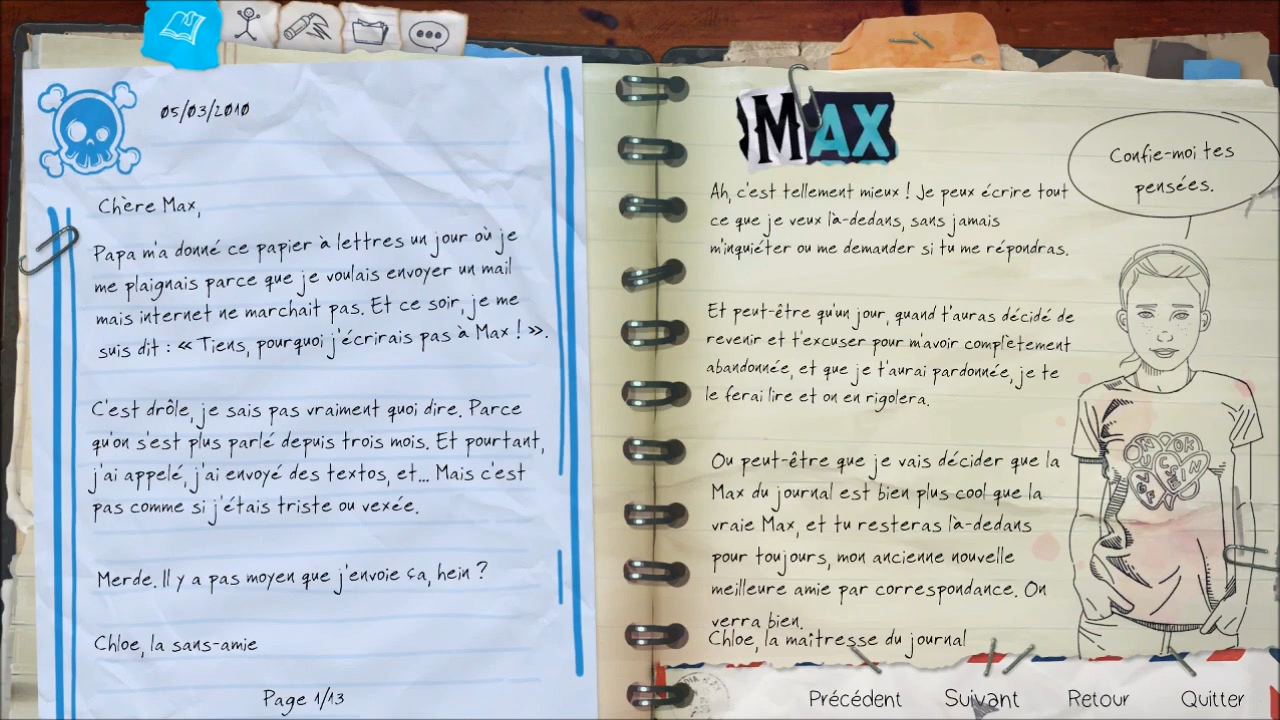 05/03/2010
Chère Max,
Papa m'a donné ce papier à lettres un jour où je
me plaignais parce que je voulais envoyer un mail
mais internet ne marchait pas. Et ce soir, je me
suis dit : « Tiens, pourquoi j'écrirais pas à Max ! ».
C'est drôle, je sais pas vraiment quoi dire. Parce
qu'on s'est plus parlé depuis trois mois. Et pourtant,
j'ai appelé, j'ai envoyé des textos, et... Mais c'est
pas comme si j'étais triste ou vexée.
Merde. Il y a pas moyen que j'envoie ça, hein ?
Chloe, la sans-amie
Page 1/13
MAX
Ah, c'est tellement mieux ! Je peux écrire tout
ce que je veux là-dedans, sans jamais
m'inquiéter ou me demander si tu me répondras.
Et peut-être qu'un jour, quand t'auras décidé de
revenir et t'excuser pour m'avoir complètement
abandonnée, et que je t'aurai pardonnée, je te
le ferai lire et on en rigolera.
Ou peut-être que je vais décider que la
Max du journal est bien plus cool que la
vraie Max, et tu resteras là-dedans
pour toujours, mon ancienne nouvelle
meilleure amie par correspondance. On
verra bien.
Chloe, la maîtresse du journal
Confie-moi tes
pensées.
Précédent Suivant Retour Quitter